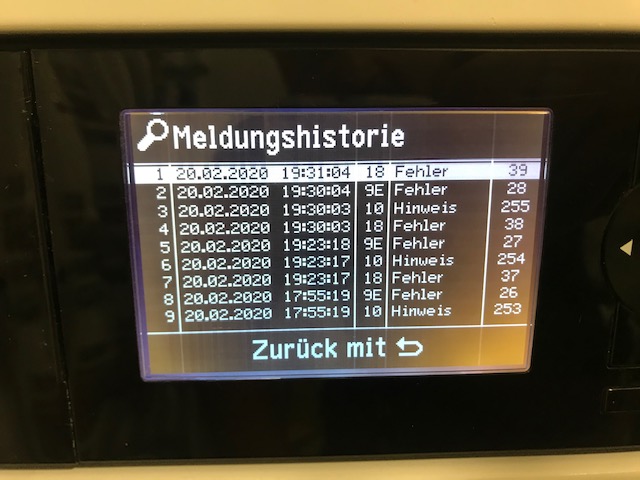 Meldungshistorie
1 20.02.2020 19:31:04 18 Fehler 39
2 20.02.2020 19:30:04 9E Fehler 28
3 20.02.2020 19:30:03 10 Hinweis 255
4 20.02.2020 19:30:03 18 Fehler 38
5 20.02.2020 19:23:18 9E Fehler 27
6 20.02.2020 19:23:17 10 Hinweis 254
7 20.02.2020 19:23:17 18 Fehler 37
8 20.02.2020 17:55:19 9E Fehler 26
9 20.02.2020 17:55:19 10 Hinweis 253
Zurück mit